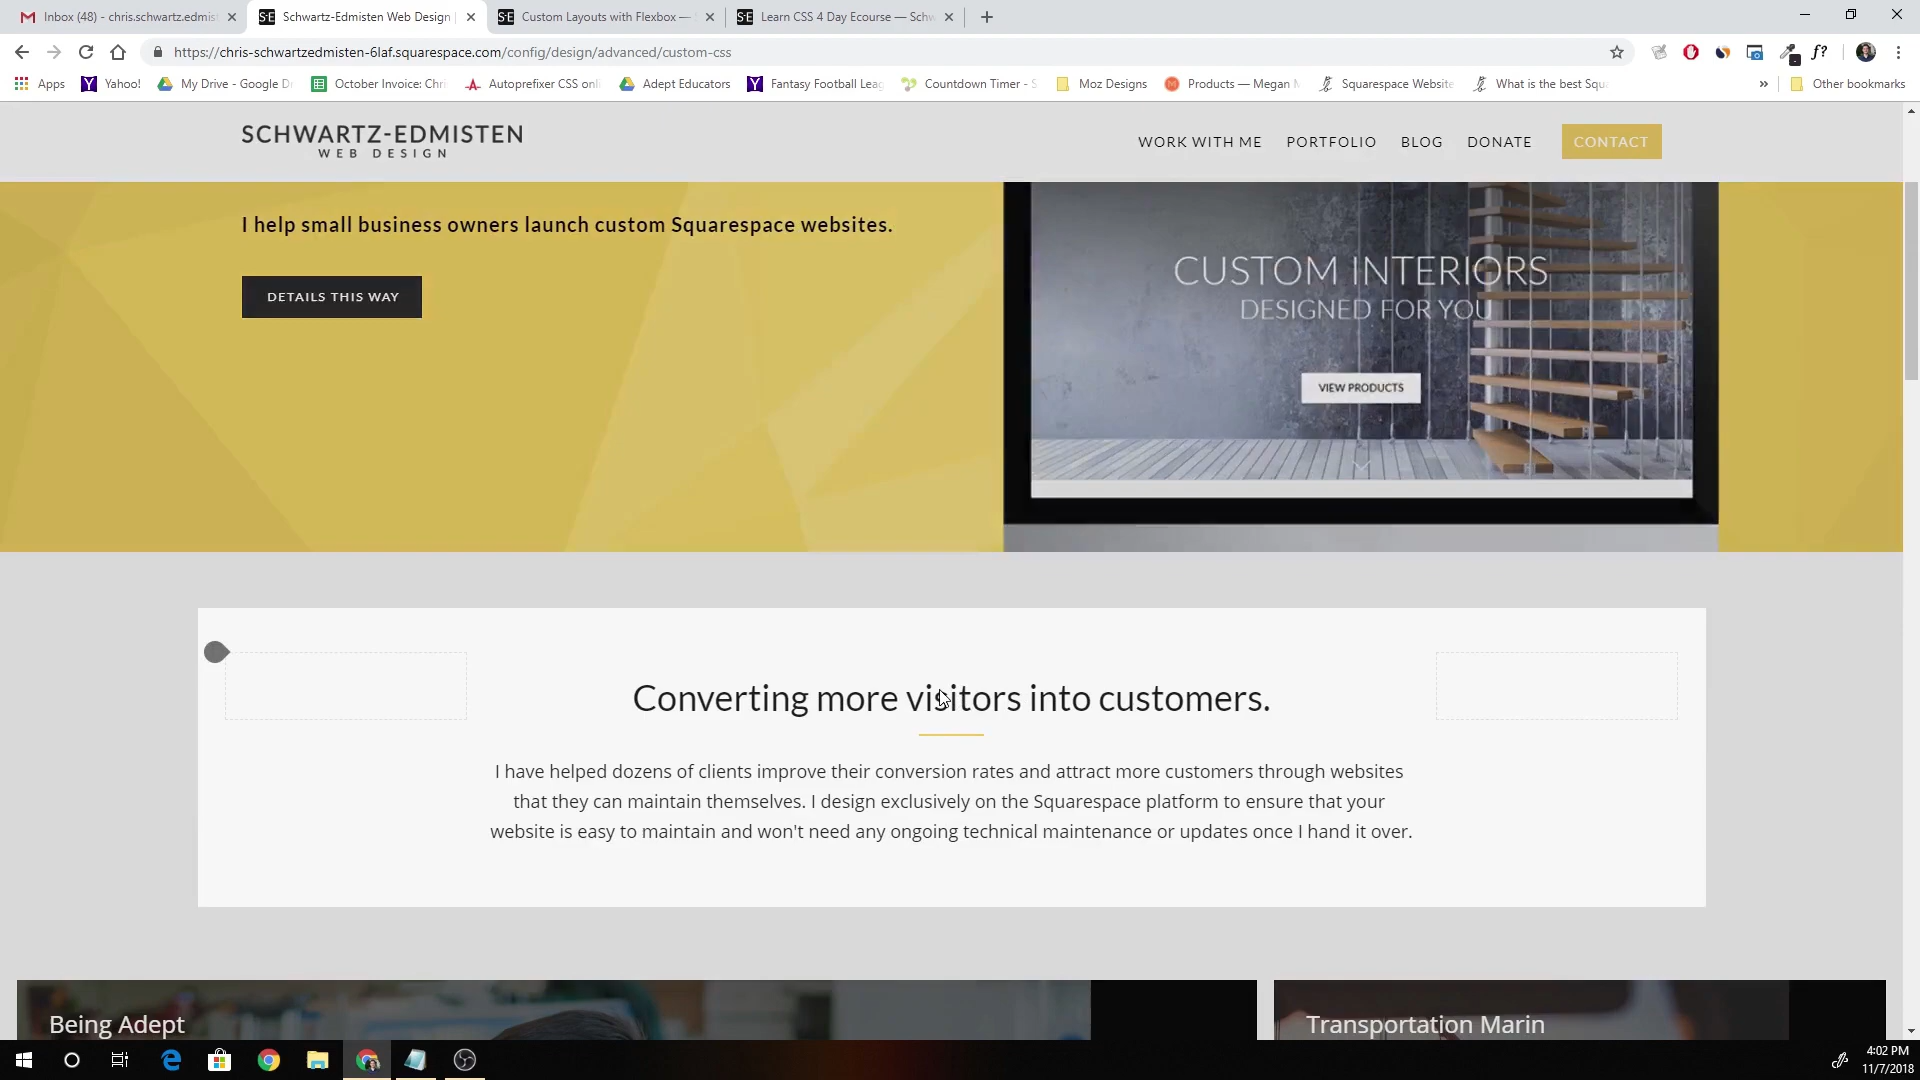 Inbox (48) - chris.schwartz.edmist
Schwartz-Edmisten Web Design |
Custom Layouts with Flexbox —
Learn CSS 4 Day Ecourse — Schw
https://chris-schwartzedmisten-6laf.squarespace.com/config/design/advanced/custom-css
f?
Apps
Yahoo!
My Drive - Google Dr
October Invoice: Chri
Autoprefixer CSS onli
Adept Educators
Fantasy Football Leag
Countdown Timer - S
Moz Designs
Products — Megan M
Squarespace Website
What is the best Squa
»
Other bookmarks
SCHWARTZ-EDMISTEN
WEB DESIGN
WORK WITH ME
PORTFOLIO
BLOG
DONATE
CONTACT
I help small business owners launch custom Squarespace websites.
DETAILS THIS WAY
CUSTOM INTERIORS
DESIGNED FOR YOU
VIEW PRODUCTS
Converting more visitors into customers.
I have helped dozens of clients improve their conversion rates and attract more customers through websites
that they can maintain themselves. I design exclusively on the Squarespace platform to ensure that your
website is easy to maintain and won't need any ongoing technical maintenance or updates once I hand it over.
Being Adept
Transportation Marin
4:02 PM
11/7/2018